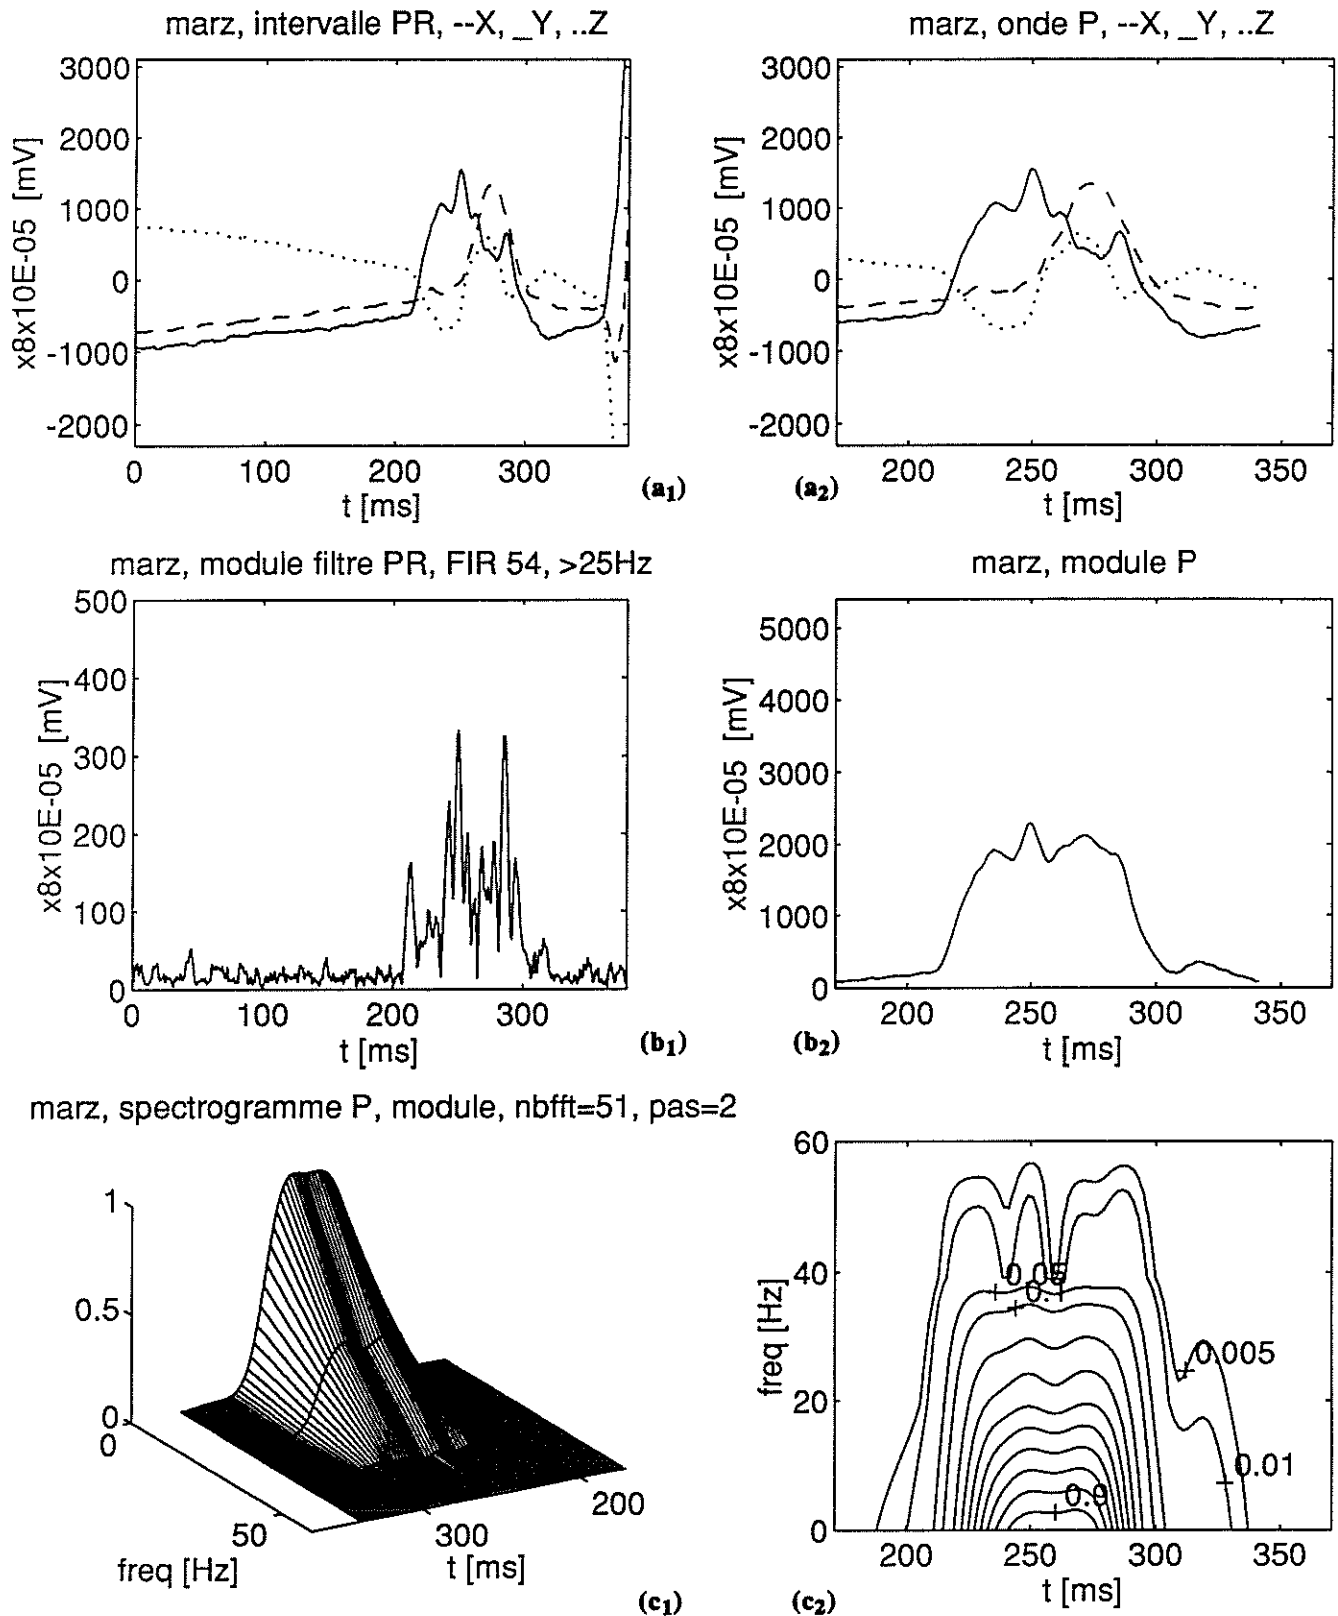 marz, intervalle PR, --X, _Y, ..Z
marz, onde P, --X, _Y, ..Z
3000
2000
1000
0
-1000
-2000
x8x10E-05 [mV]
0
100
200
300
t [ms]
(a1)
3000
2000
1000
0
-1000
-2000
x8x10E-05 [mV]
200
250
300
350
t [ms]
(a2)
marz, module filtre PR, FIR 54, >25Hz
marz, module P
500
400
300
200
100
0
x8x10E-05 [mV]
0
100
200
300
t [ms]
(b1)
5000
4000
3000
2000
1000
0
x8x10E-05 [mV]
200
250
300
350
t [ms]
(b2)
marz, spectrogramme P, module, nbfft=51, pas=2
1
0.5
0
0
50
freq [Hz]
200
300
t [ms]
(c1)
60
40
20
0
freq [Hz]
0.05
0.005
0.01
0.9
200
250
300
350
t [ms]
(c2)